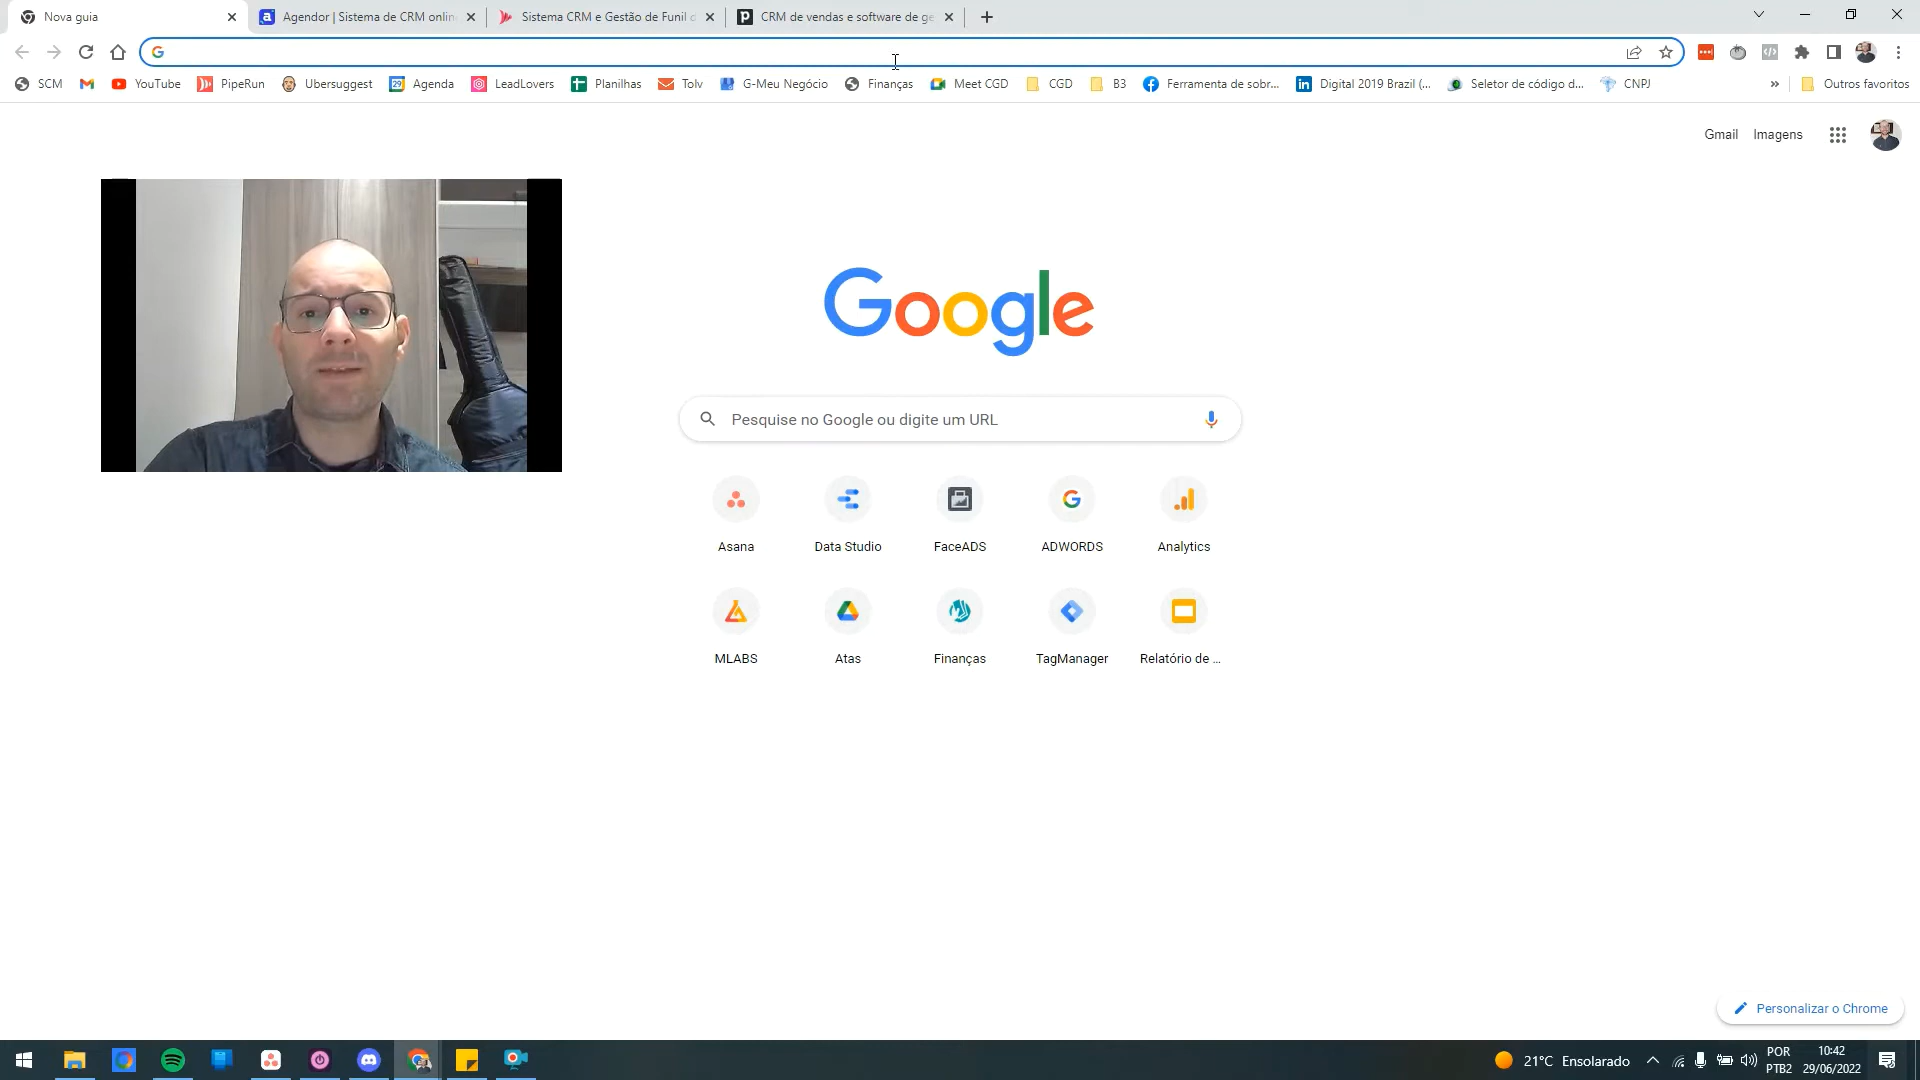 Nova guia
Agendor | Sistema de CRM online
Sistema CRM e Gestão de Funil d
CRM de vendas e software de ge
SCM
YouTube
PipeRun
Ubersuggest
29
Agenda
LeadLovers
Planilhas
Tolv
G-Meu Negócio
Finanças
Meet CGD
CGD
B3
Ferramenta de sobr...
Digital 2019 Brazil (...
Seletor de código d...
CNPJ
»
Outros favoritos
Gmail
Imagens
Google
Pesquise no Google ou digite um URL
Asana
Data Studio
FaceADS
ADWORDS
Analytics
MLABS
Atas
Finanças
TagManager
Relatório de ...
Personalizar o Chrome
21°C Ensolarado
POR
PTB2
10:42
29/06/2022